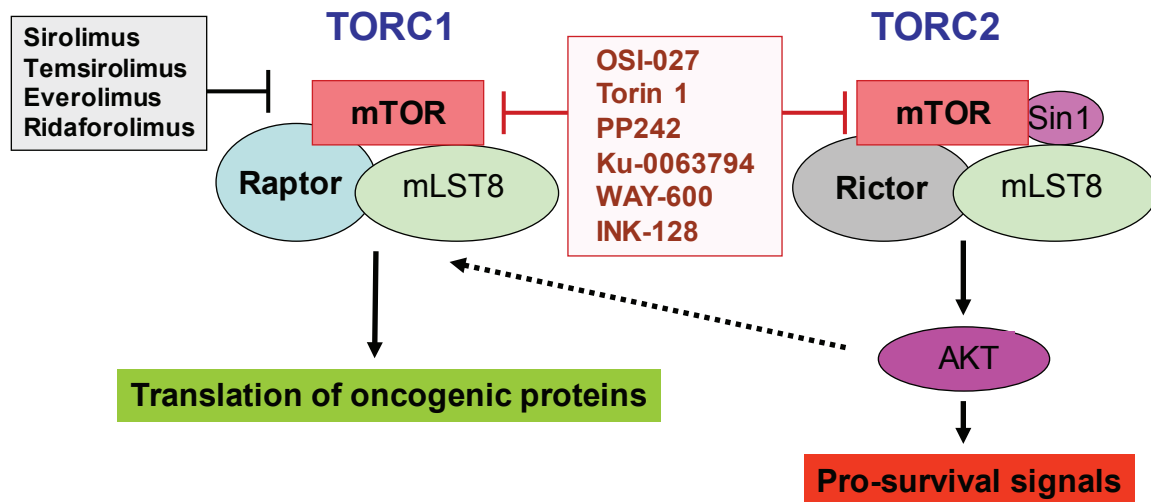 TORC1
TORC2
Sirolimus
Temsirolimus
Everolimus
Ridaforolimus
OSI-027
Torin 1
PP242
Ku-0063794
WAY-600
INK-128
mTOR
Raptor
mLST8
mTOR
Sin1
Rictor
mLST8
AKT
Translation of oncogenic proteins
Pro-survival signals